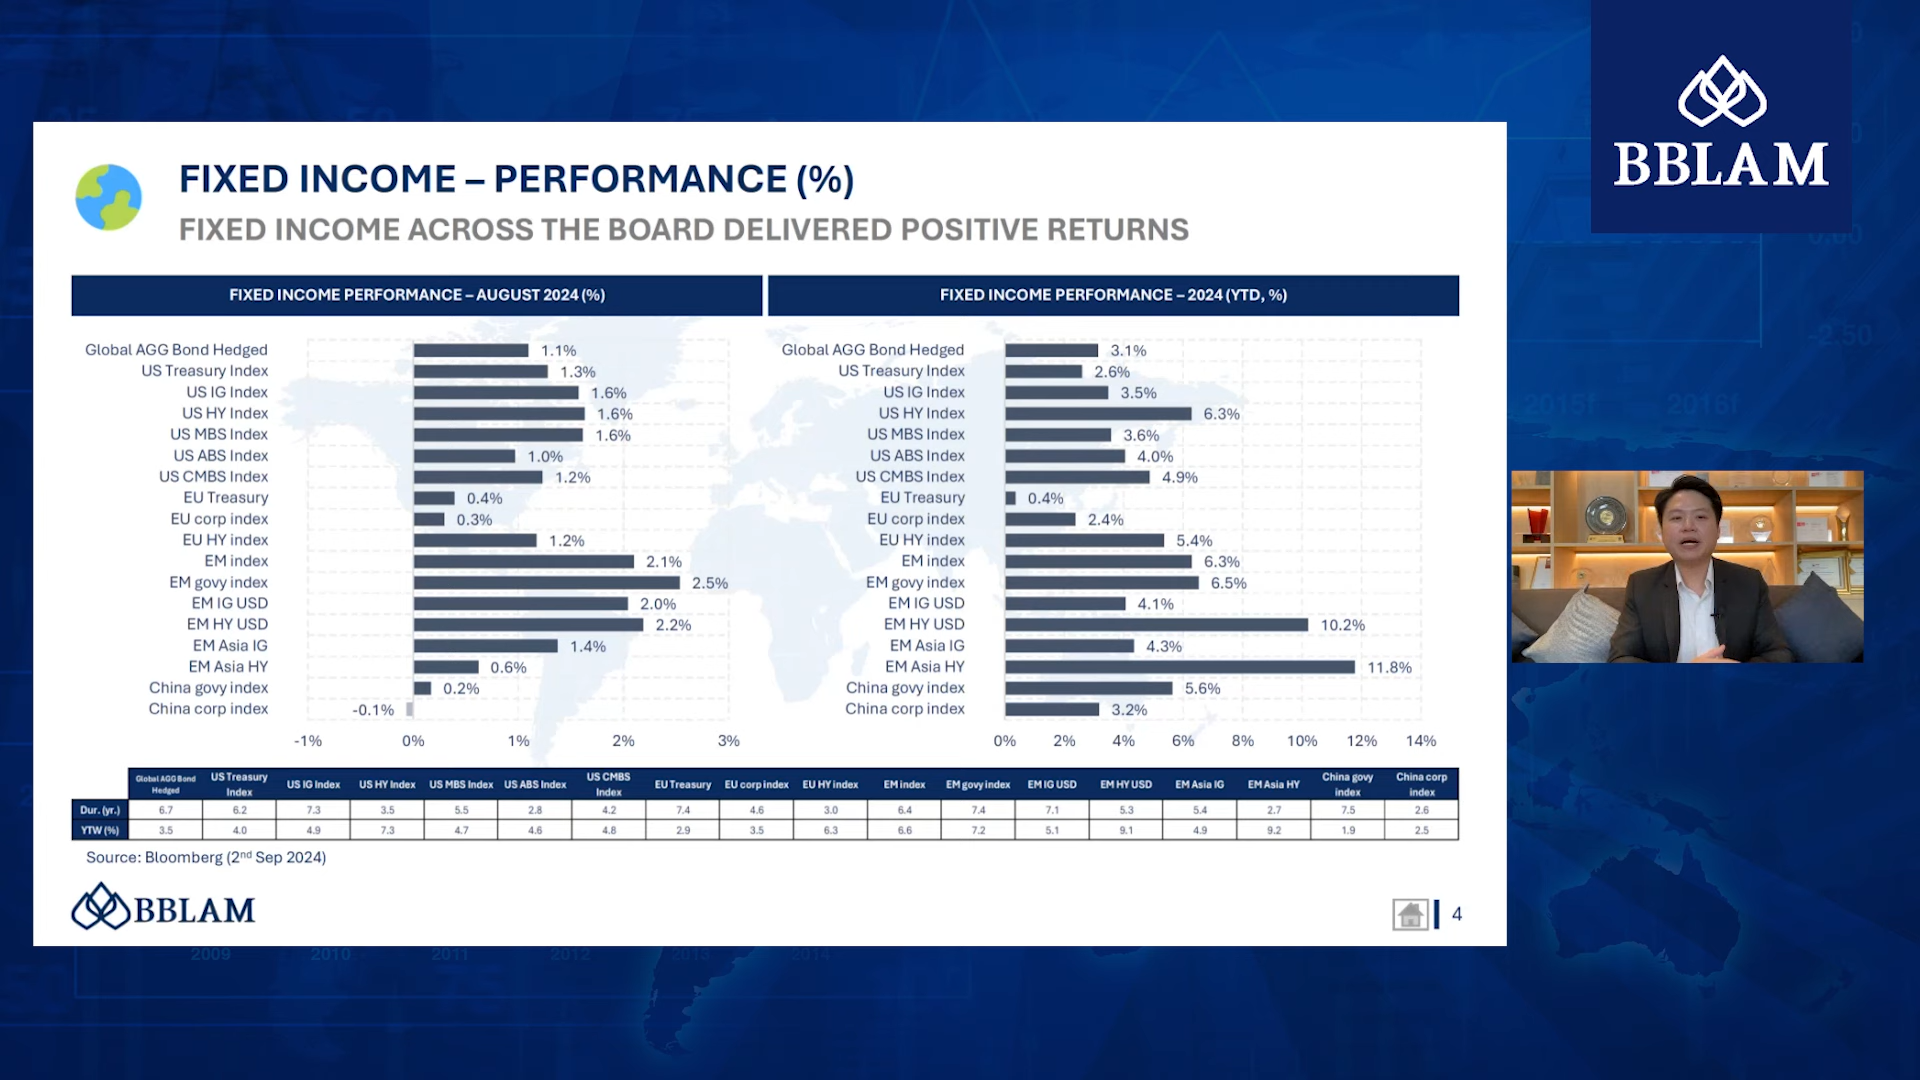 BBLAM
FIXED INCOME – PERFORMANCE (%)
FIXED INCOME ACROSS THE BOARD DELIVERED POSITIVE RETURNS
FIXED INCOME PERFORMANCE – AUGUST 2024 (%)
Global AGG Bond Hedged 1.1%
US Treasury Index 1.3%
US IG Index 1.6%
US HY Index 1.6%
US MBS Index 1.6%
US ABS Index 1.0%
US CMBS Index 1.2%
EU Treasury 0.4%
EU corp index 0.3%
EU HY index 1.2%
EM index 2.1%
EM govy index 2.5%
EM IG USD 2.0%
EM HY USD 2.2%
EM Asia IG 1.4%
EM Asia HY 0.6%
China govy index 0.2%
China corp index -0.1%
-1% 0% 1% 2% 3%
FIXED INCOME PERFORMANCE – 2024 (YTD, %)
Global AGG Bond Hedged 3.1%
US Treasury Index 2.6%
US IG Index 3.5%
US HY Index 6.3%
US MBS Index 3.6%
US ABS Index 4.0%
US CMBS Index 4.9%
EU Treasury 0.4%
EU corp index 2.4%
EU HY index 5.4%
EM index 6.3%
EM govy index 6.5%
EM IG USD 4.1%
EM HY USD 10.2%
EM Asia IG 4.3%
EM Asia HY 11.8%
China govy index 5.6%
China corp index 3.2%
0% 2% 4% 6% 8% 10% 12% 14%
Global AGG Bond Hedged US Treasury Index US IG Index US HY Index US MBS Index US ABS Index US CMBS Index EU Treasury EU corp index EU HY index EM index EM govy index EM IG USD EM HY USD EM Asia IG EM Asia HY China govy index China corp index
Dur. (yr.) 6.7 6.2 7.3 3.5 5.5 2.8 4.2 7.4 4.6 3.0 6.4 7.4 7.1 5.3 5.4 2.7 7.5 2.6
YTW (%) 3.5 4.0 4.9 7.3 4.7 4.6 4.8 2.9 3.5 6.3 6.6 7.2 5.1 9.1 4.9 9.2 1.9 2.5
Source: Bloomberg (2nd Sep 2024)
BBLAM
4
0.00
-2.50
2015f 2016f
2009 2010 2011 2012 2013 2014